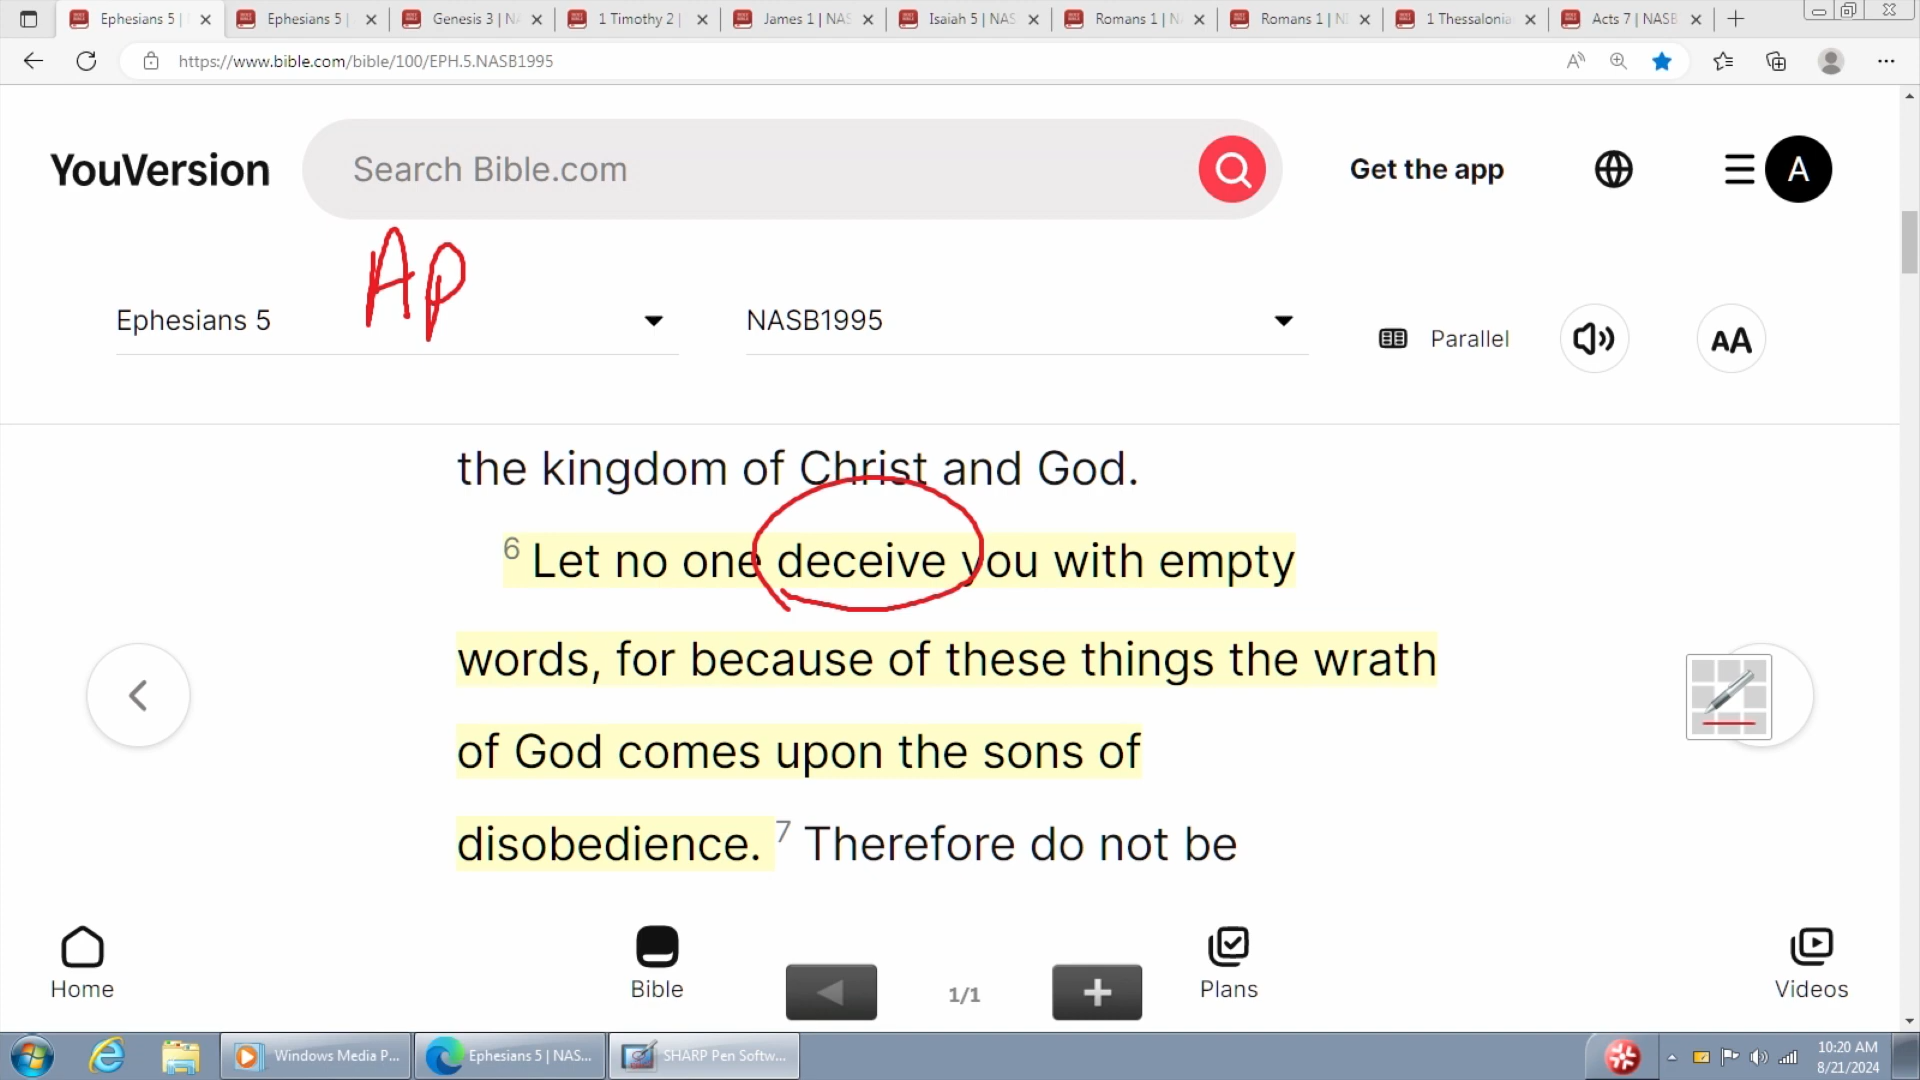 Ephesians 5 |
Ephesians 5 |
Genesis 3 | NA
1 Timothy 2 |
James 1 | NAS
Isaiah 5 | NAS
Romans 1 | N
Romans 1 | N
1 Thessalonia
Acts 7 | NASB
https://www.bible.com/bible/100/EPH.5.NASB1995
YouVersion
Search Bible.com
Get the app
A
Ap
Ephesians 5
NASB1995
Parallel
AA
the kingdom of Christ and God.
6 Let no one deceive you with empty
words, for because of these things the wrath
of God comes upon the sons of
disobedience. 7 Therefore do not be
Home
Bible
1/1
Plans
Videos
Windows Media P...
Ephesians 5 | NAS...
SHARP Pen Softw...
10:20 AM
8/21/2024